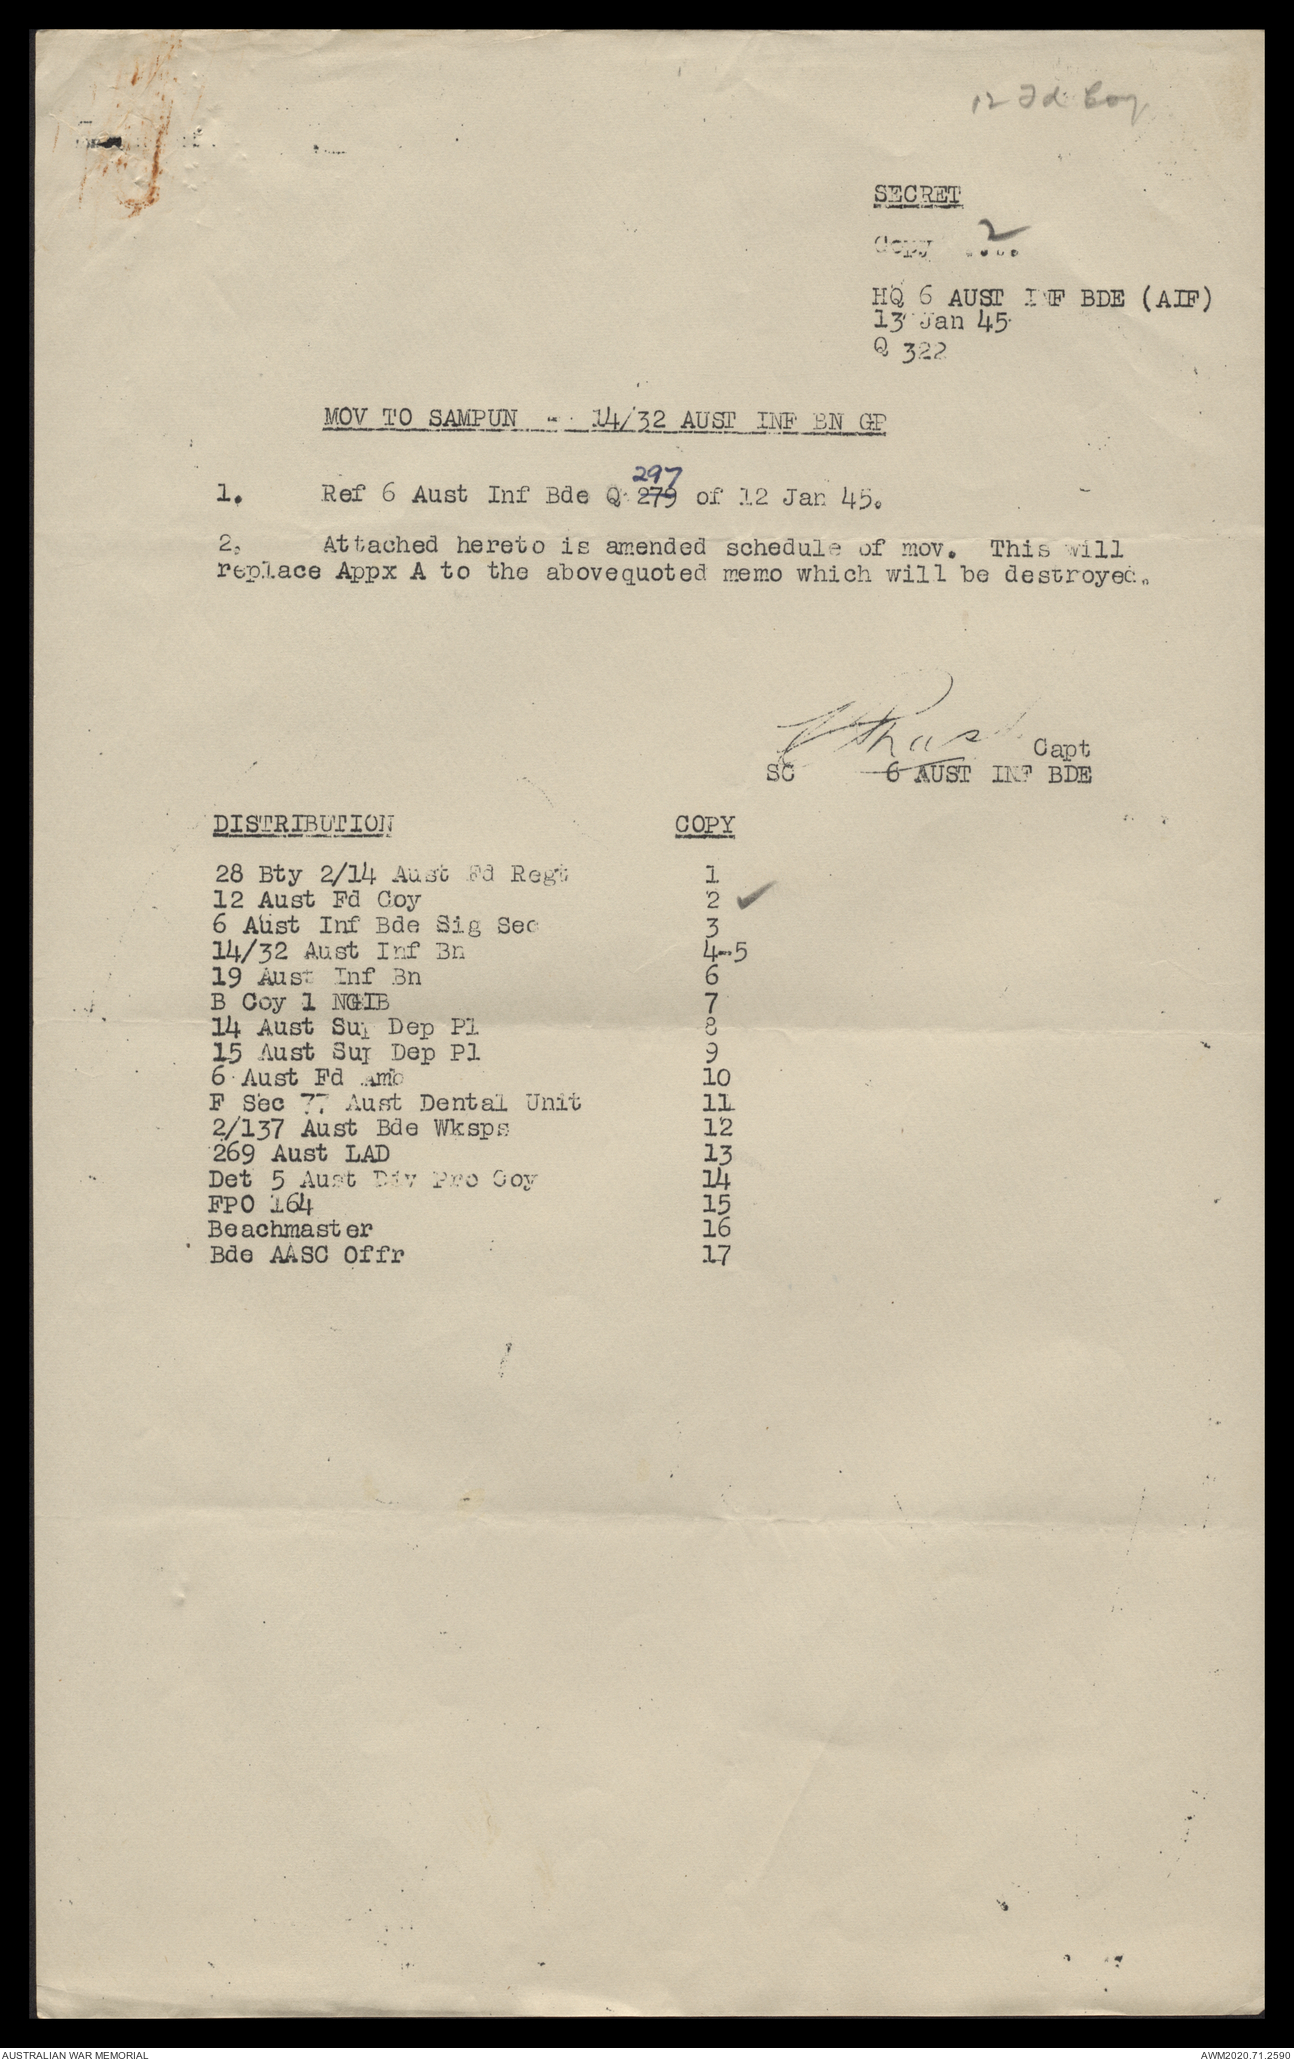 12 Fd Coy
SECRET
Copy ..2..
HQ 6 AUST INF BDE (AIF)
13 Jan 45
Q 322
MOV TO SAMPUN - 14/32 AUST INF BN GP
297
1. Ref 6 Aust Inf Bde Q 279 of 12 Jan 45.
2. Attached hereto is amended schedule of mov. This will
replace Appx A to the abovequoted memo which will be destroyed.
Capt
SC 6 AUST INF BDE
DISTRIBUTION COPY
28 Bty 2/14 Aust Fd Regt 1
12 Aust Fd Coy 2 ✓
6 Aust Inf Bde Sig Sec 3
14/32 Aust Inf Bn 4-5
19 Aust Inf Bn 6
B Coy 1 NGIB 7
14 Aust Sup Dep Pl 8
15 Aust Sup Dep Pl 9
6 Aust Fd Amb 10
F Sec 77 Aust Dental Unit 11
2/137 Aust Bde Wksps 12
269 Aust LAD 13
Det 5 Aust Div Pro Coy 14
FPO 164 15
Beachmaster 16
Bde AASC Offr 17
AUSTRALIAN WAR MEMORIAL AWM2020.71.2590